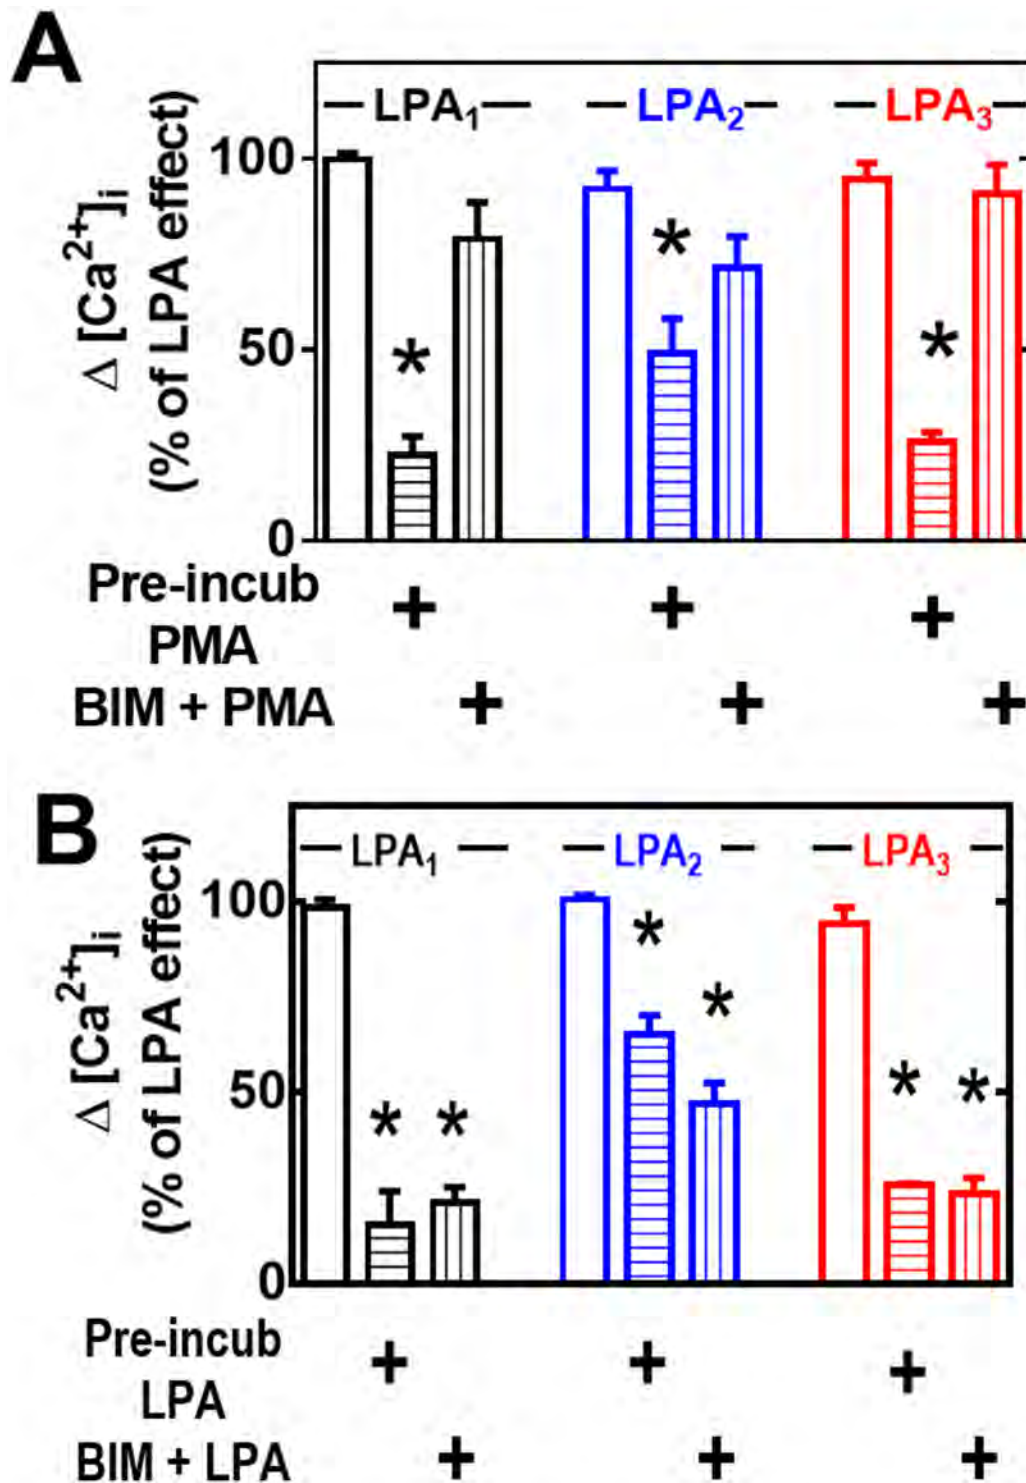 A
LPA₁ LPA₂ LPA₃
Δ [Ca²⁺]ᵢ
(% of LPA effect)
100
*
*
50
*
*
0
Pre-incub
PMA
+ + +
BIM + PMA + + +
B
LPA₁ LPA₂ LPA₃
Δ [Ca²⁺]ᵢ
(% of LPA effect)
100
*
*
50
* * * *
0
Pre-incub
LPA
+ + +
BIM + LPA + + +